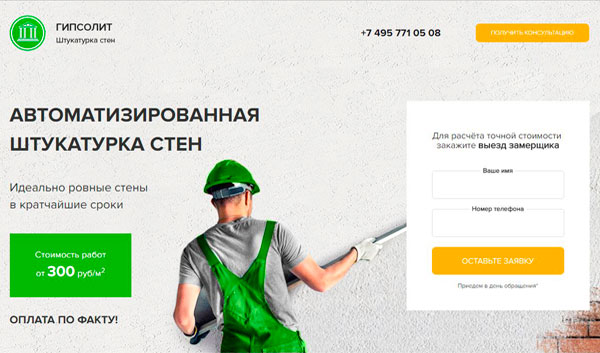 ГИПСОЛИТ
Штукатурка стен
+7 495 771 05 08
ПОЛУЧИТЬ КОНСУЛЬТАЦИЮ
АВТОМАТИЗИРОВАННАЯ
ШТУКАТУРКА СТЕН
Идеально ровные стены
в кратчайшие сроки
Стоимость работ
от 300 руб/м²
ОПЛАТА ПО ФАКТУ!
Для расчёта точной стоимости
закажите выезд замерщика
Ваше имя
Номер телефона
ОСТАВЬТЕ ЗАЯВКУ
Приедем в день обращения*